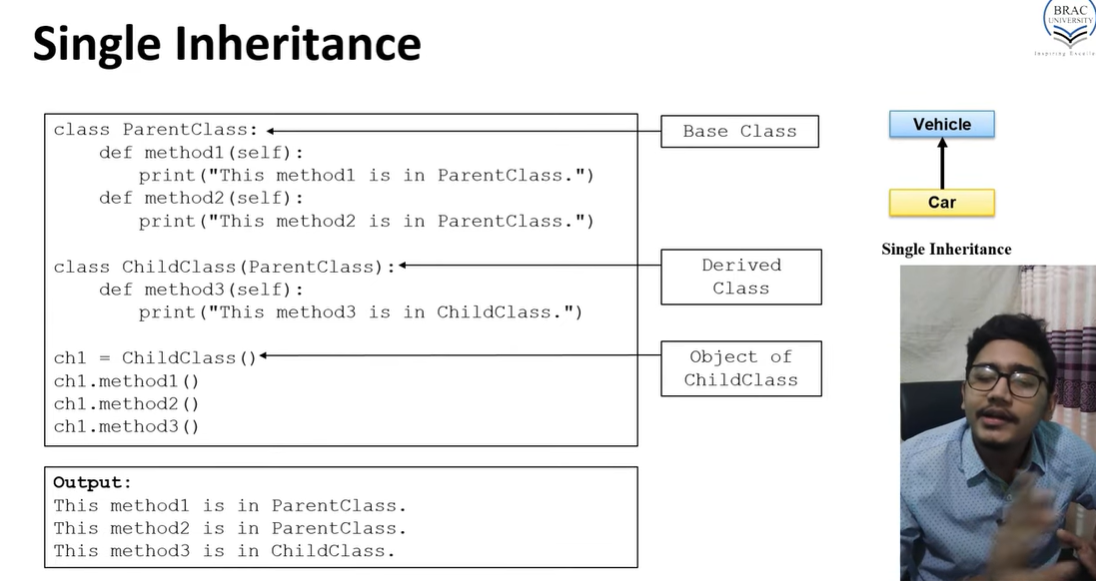 Single Inheritance
BRAC
UNIVERSITY
class ParentClass:
    def method1(self):
        print("This method1 is in ParentClass.")
    def method2(self):
        print("This method2 is in ParentClass.")
class ChildClass(ParentClass):
    def method3(self):
        print("This method3 is in ChildClass.")
ch1 = ChildClass()
ch1.method1()
ch1.method2()
ch1.method3()
Base Class
Derived
Class
Object of
ChildClass
Vehicle
Car
Single Inheritance
Output:
This method1 is in ParentClass.
This method2 is in ParentClass.
This method3 is in ChildClass.